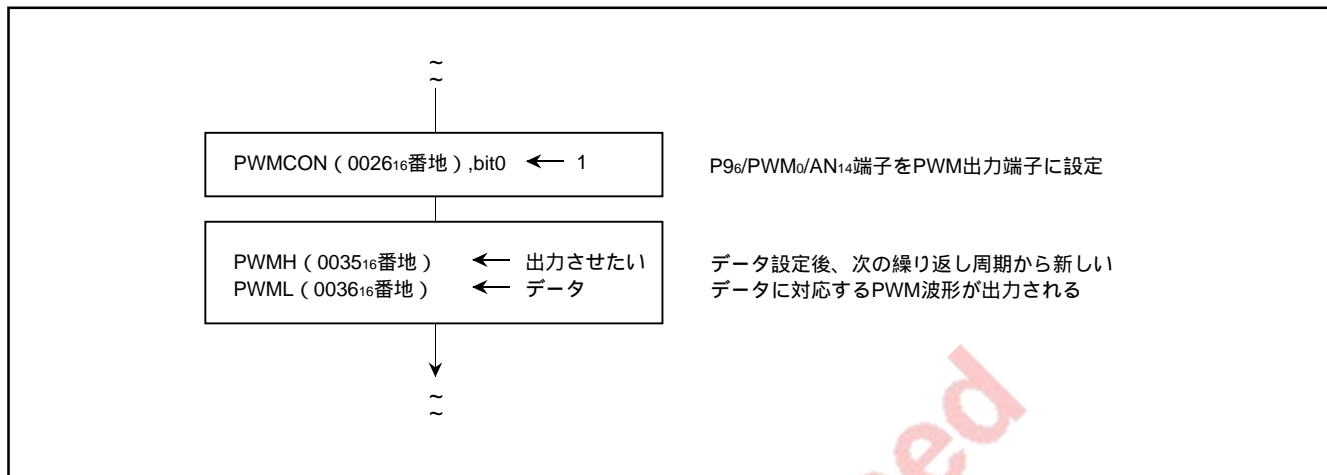 ~
~
PWMCON ( 0026₁₆番地 ) ,bit0 ← 1
P9₆/PWM₀/AN₁₄端子をPWM出力端子に設定
PWMH ( 0035₁₆番地 ) ← 出力させたい
PWML ( 0036₁₆番地 ) ← データ
データ設定後、次の繰り返し周期から新しい
データに対応するPWM波形が出力される
~
~
ed